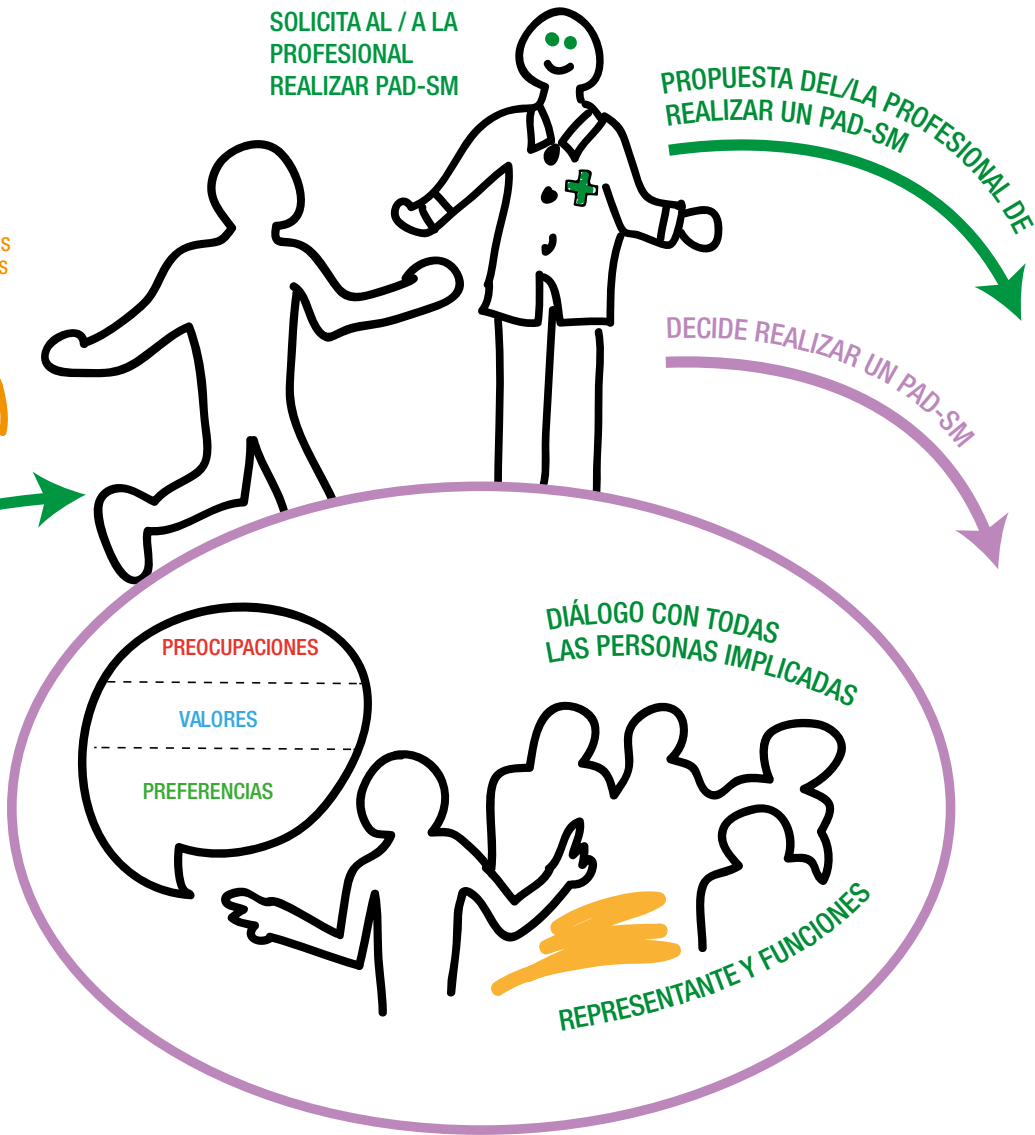 SOLICITA AL / A LA
PROFESIONAL
REALIZAR PAD-SM
PROPUESTA DEL/LA PROFESIONAL DE
REALIZAR UN PAD-SM
DECIDE REALIZAR UN PAD-SM
PREOCUPACIONES
VALORES
PREFERENCIAS
DIÁLOGO CON TODAS
LAS PERSONAS IMPLICADAS
REPRESENTANTE Y FUNCIONES